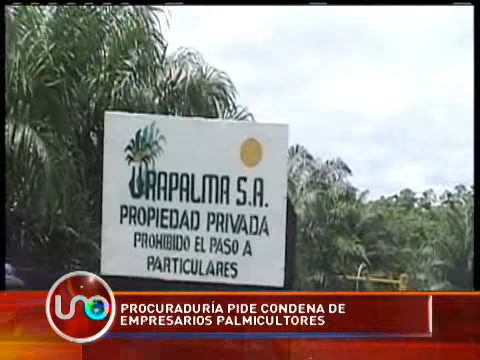 URAPALMA S.A.
PROPIEDAD PRIVADA
PROHIBIDO EL PASO A
PARTICULARES
UNO
PROCURADURÍA PIDE CONDENA DE
EMPRESARIOS PALMICULTORES